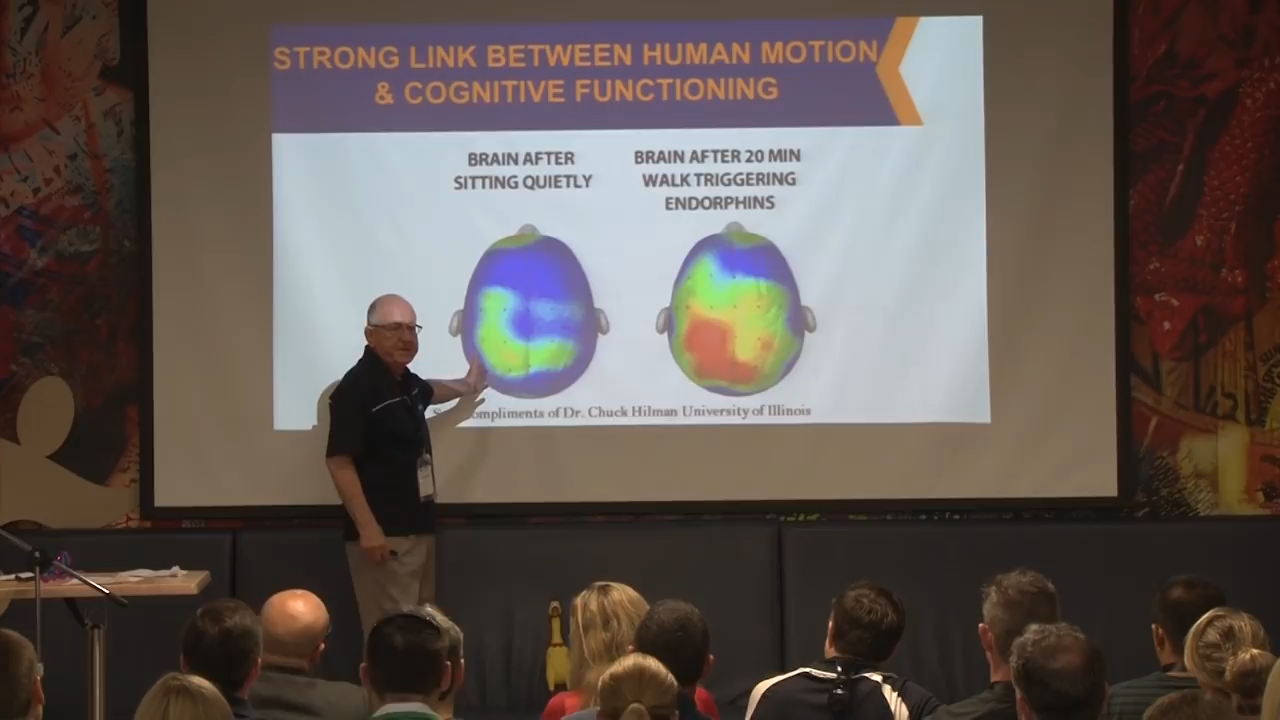 STRONG LINK BETWEEN HUMAN MOTION
& COGNITIVE FUNCTIONING
BRAIN AFTER
SITTING QUIETLY
BRAIN AFTER 20 MIN
WALK TRIGGERING
ENDORPHINS
of Dr. Chuck Hilman University of Illinois